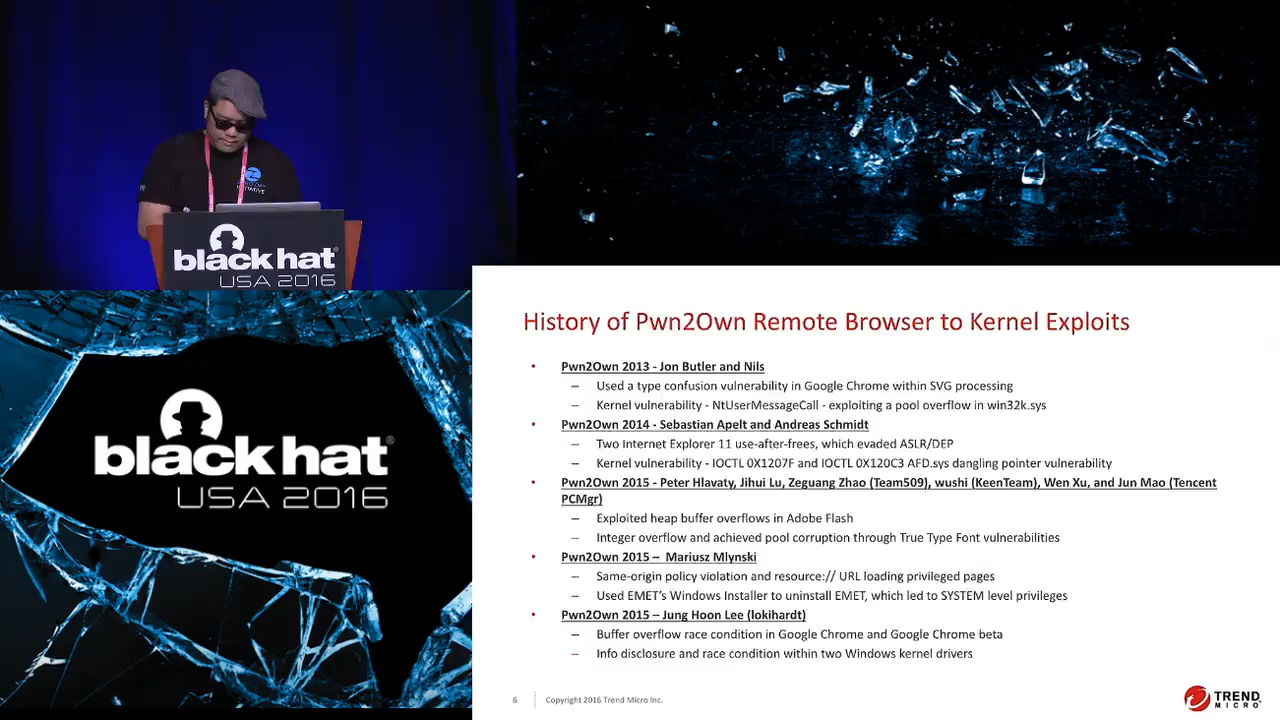 INITIATIVE
black hat®
USA 2016
black hat®
USA 2016
History of Pwn2Own Remote Browser to Kernel Exploits
• Pwn2Own 2013 - Jon Butler and Nils
– Used a type confusion vulnerability in Google Chrome within SVG processing
– Kernel vulnerability - NtUserMessageCall - exploiting a pool overflow in win32k.sys
• Pwn2Own 2014 - Sebastian Apelt and Andreas Schmidt
– Two Internet Explorer 11 use-after-frees, which evaded ASLR/DEP
– Kernel vulnerability - IOCTL 0X1207F and IOCTL 0X120C3 AFD.sys dangling pointer vulnerability
• Pwn2Own 2015 - Peter Hlavaty, Jihui Lu, Zeguang Zhao (Team509), wushi (KeenTeam), Wen Xu, and Jun Mao (Tencent
PCMgr)
– Exploited heap buffer overflows in Adobe Flash
– Integer overflow and achieved pool corruption through True Type Font vulnerabilities
• Pwn2Own 2015 – Mariusz Mlynski
– Same-origin policy violation and resource:// URL loading privileged pages
– Used EMET's Windows Installer to uninstall EMET, which led to SYSTEM level privileges
• Pwn2Own 2015 – Jung Hoon Lee (lokihardt)
– Buffer overflow race condition in Google Chrome and Google Chrome beta
– Info disclosure and race condition within two Windows kernel drivers
6 Copyright 2016 Trend Micro Inc.
TREND
MICRO